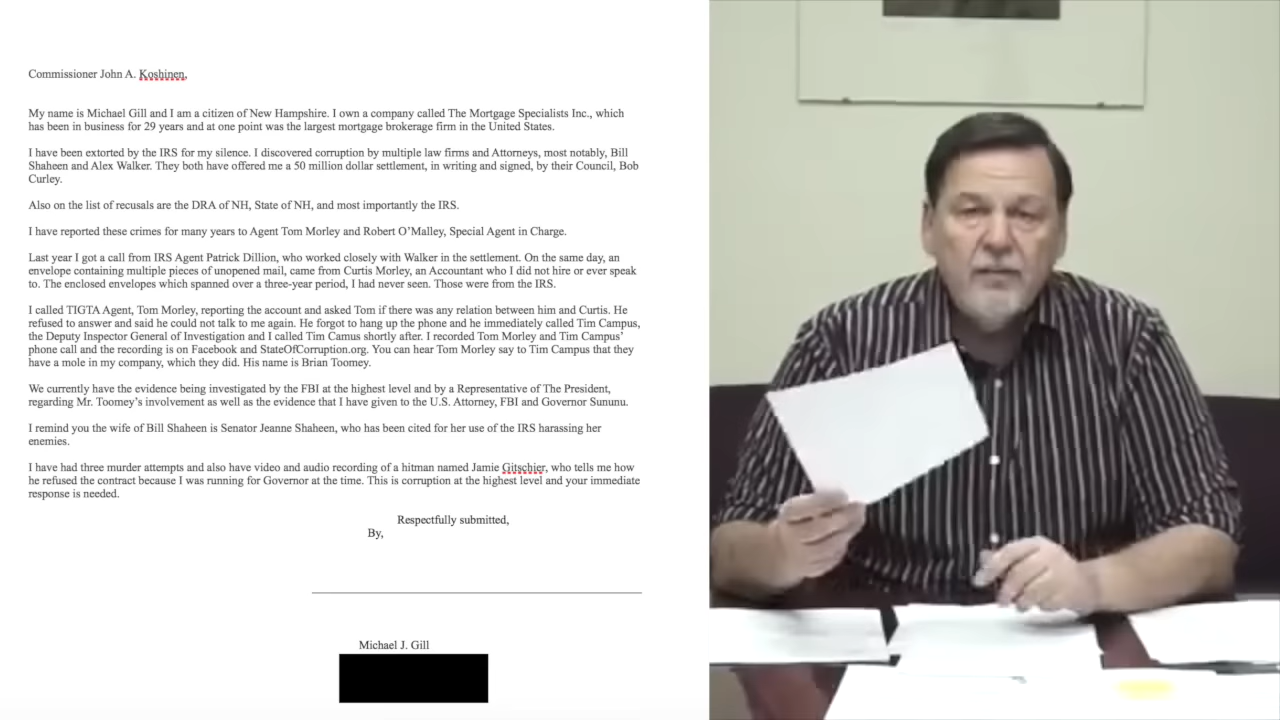 Commissioner John A. Koshinen,
My name is Michael Gill and I am a citizen of New Hampshire. I own a company called The Mortgage Specialists Inc., which
has been in business for 29 years and at one point was the largest mortgage brokerage firm in the United States.
I have been extorted by the IRS for my silence. I discovered corruption by multiple law firms and Attorneys, most notably, Bill
Shaheen and Alex Walker. They both have offered me a 50 million dollar settlement, in writing and signed, by their Council, Bob
Curley.
Also on the list of recusals are the DRA of NH, State of NH, and most importantly the IRS.
I have reported these crimes for many years to Agent Tom Morley and Robert O’Malley, Special Agent in Charge.
Last year I got a call from IRS Agent Patrick Dillion, who worked closely with Walker in the settlement. On the same day, an
envelope containing multiple pieces of unopened mail, came from Curtis Morley, an Accountant who I did not hire or ever speak
to. The enclosed envelopes which spanned over a three-year period, I had never seen. Those were from the IRS.
I called TIGTA Agent, Tom Morley, reporting the account and asked Tom if there was any relation between him and Curtis. He
refused to answer and said he could not talk to me again. He forgot to hang up the phone and he immediately called Tim Campus,
the Deputy Inspector General of Investigation and I called Tim Camus shortly after. I recorded Tom Morley and Tim Campus’
phone call and the recording is on Facebook and StateOfCorruption.org. You can hear Tom Morley say to Tim Campus that they
have a mole in my company, which they did. His name is Brian Toomey.
We currently have the evidence being investigated by the FBI at the highest level and by a Representative of The President,
regarding Mr. Toomey’s involvement as well as the evidence that I have given to the U.S. Attorney, FBI and Governor Sununu.
I remind you the wife of Bill Shaheen is Senator Jeanne Shaheen, who has been cited for her use of the IRS harassing her
enemies.
I have had three murder attempts and also have video and audio recording of a hitman named Jamie Gitschier, who tells me how
he refused the contract because I was running for Governor at the time. This is corruption at the highest level and your immediate
response is needed.
Respectfully submitted,
By,
Michael J. Gill